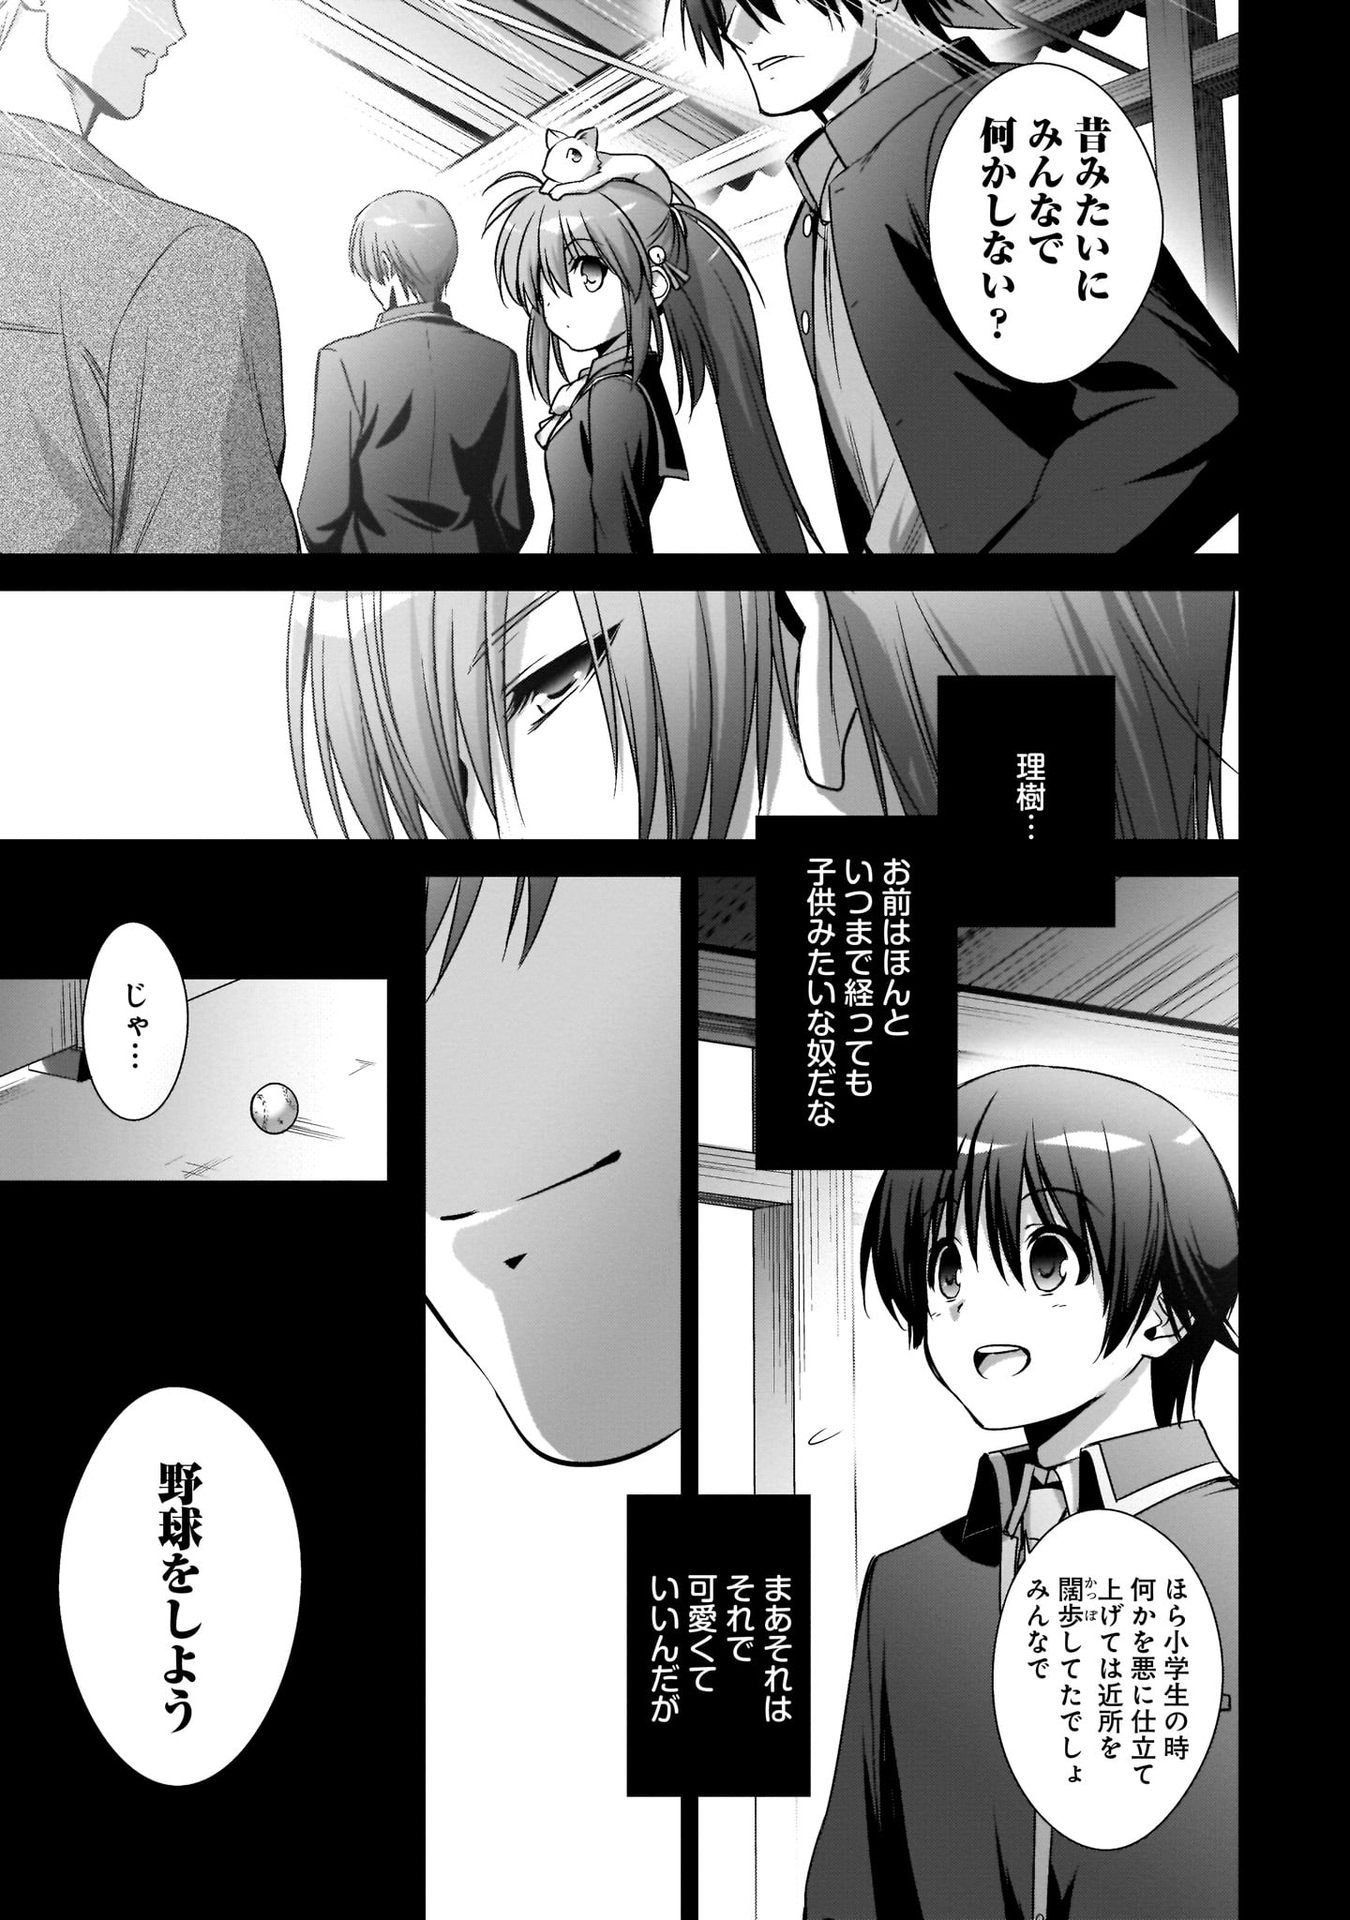 昔みたいに
みんなで
何かしない？
理樹…
お前はほんと
いつまで経っても
子供みたいな奴だな
ほら小学生の時
何かを悪に仕立て
上げては近所を
闊歩してたでしょ
かっぽ
みんなで
まあそれは
それで
可愛くて
いいんだが
じゃ…
野球をしよう